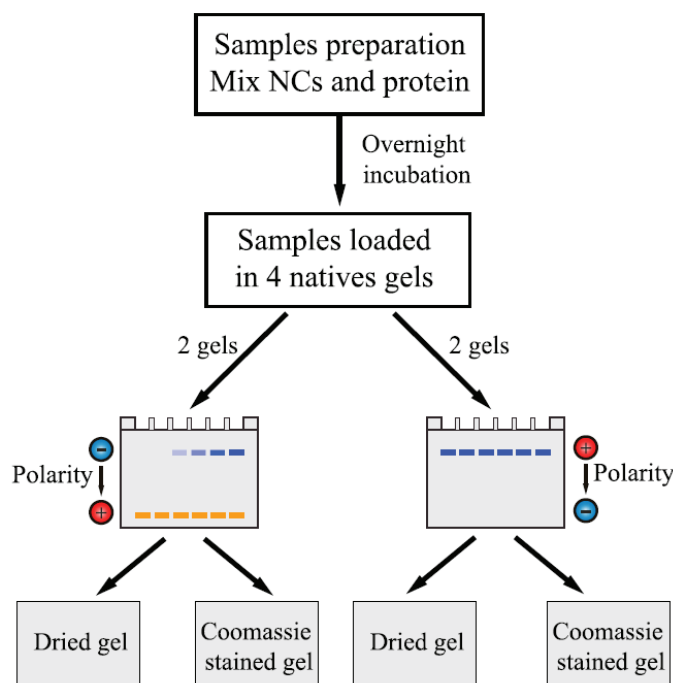 Samples preparation
Mix NCs and protein
Overnight
incubation
Samples loaded
in 4 natives gels
2 gels
2 gels
-
Polarity
+
+
Polarity
-
Dried gel
Coomassie
stained gel
Dried gel
Coomassie
stained gel